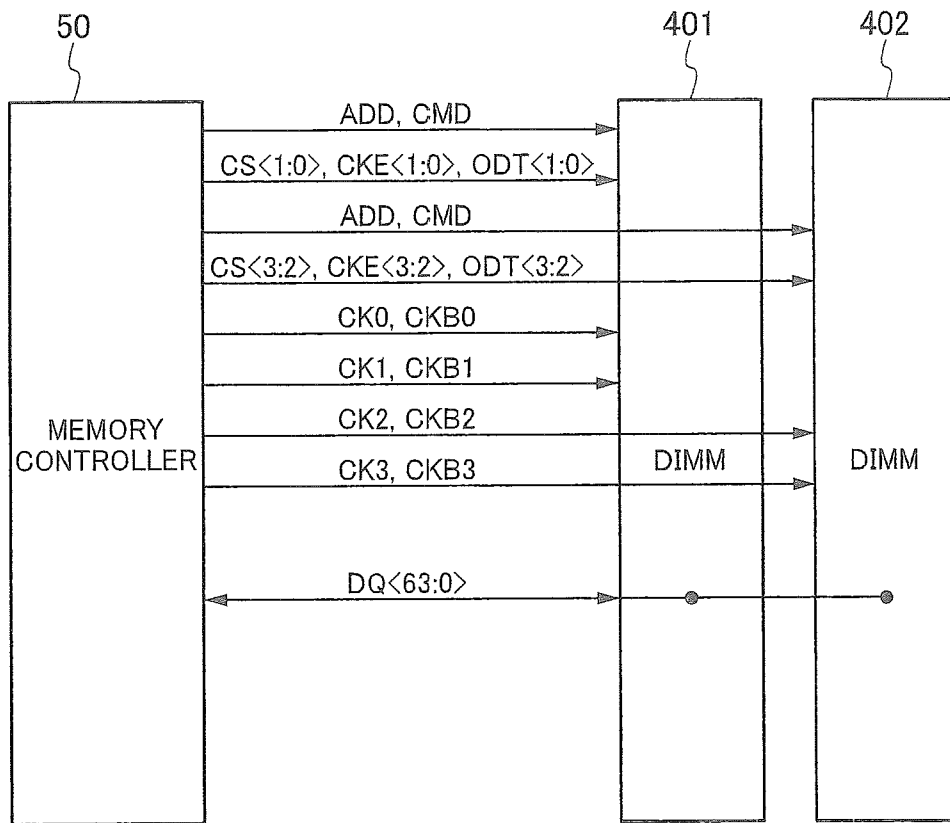 50
401
402
ADD, CMD
CS<1:0>, CKE<1:0>, ODT<1:0>
ADD, CMD
CS<3:2>, CKE<3:2>, ODT<3:2>
CK0, CKB0
CK1, CKB1
CK2, CKB2
CK3, CKB3
MEMORY
CONTROLLER
DIMM
DIMM
DQ<63:0>